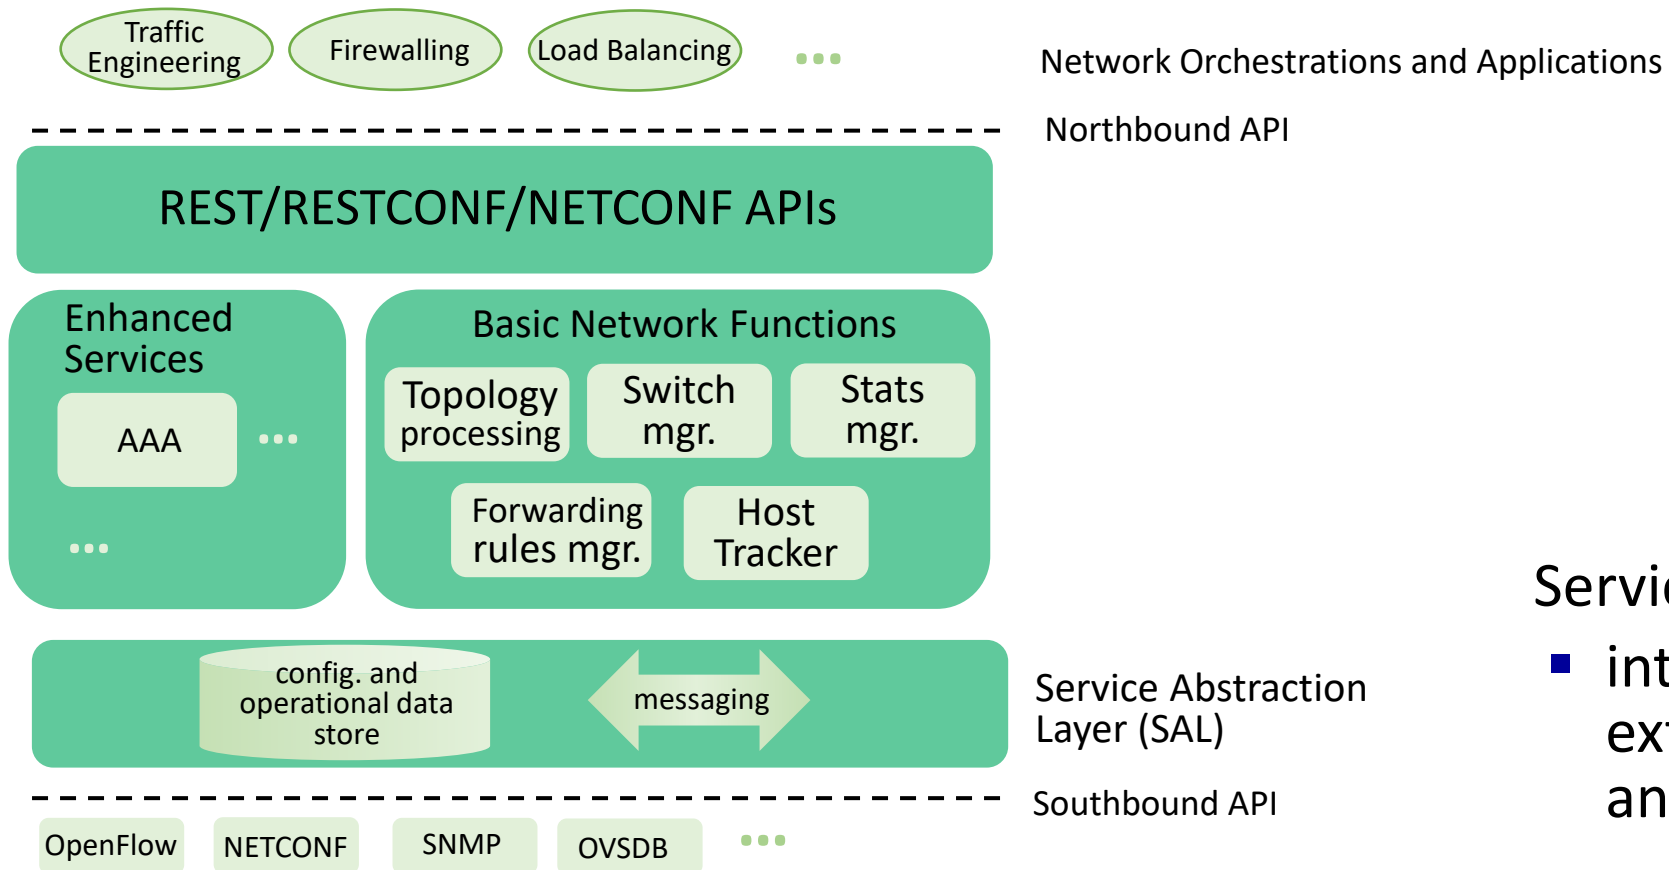 Traffic
Engineering
Firewalling
Load Balancing
...
Network Orchestrations and Applications
Northbound API
REST/RESTCONF/NETCONF APIs
Enhanced
Services
AAA
...
...
Basic Network Functions
Topology
processing
Switch
mgr.
Stats
mgr.
Forwarding
rules mgr.
Host
Tracker
config. and
operational data
store
messaging
Service Abstraction
Layer (SAL)
Southbound API
OpenFlow
NETCONF
SNMP
OVSDB
...